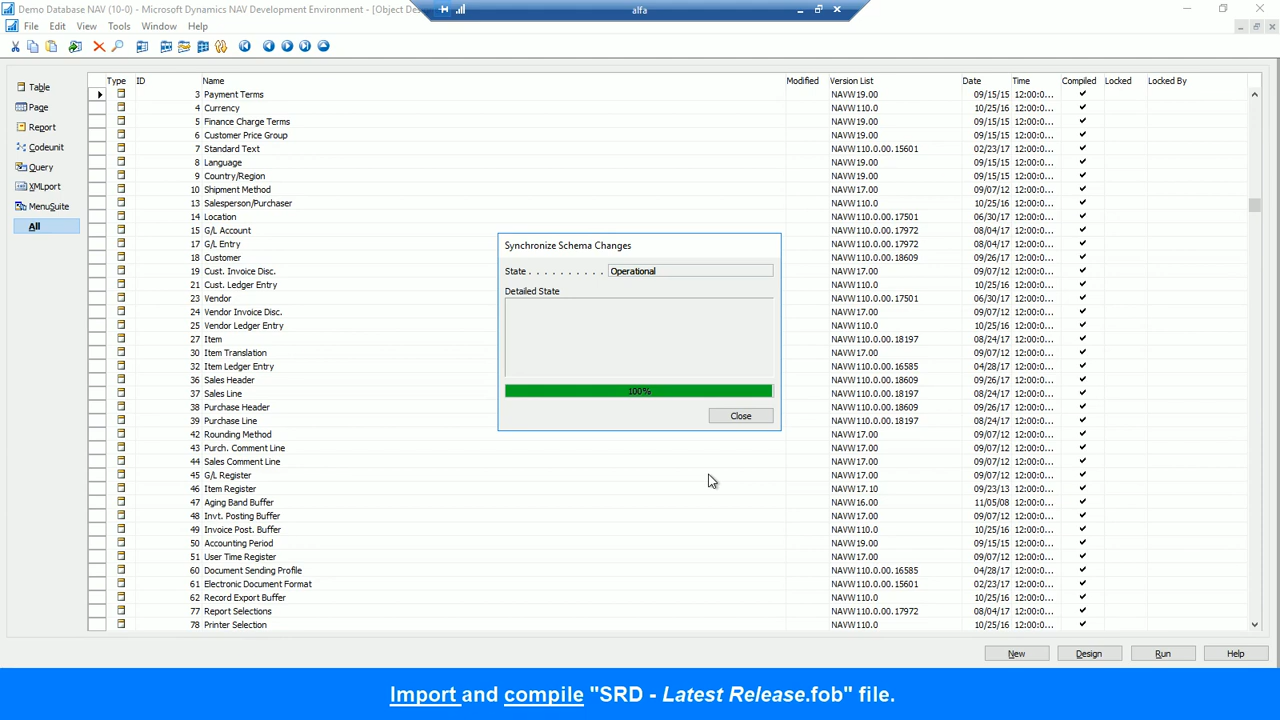 Demo Database NAV (10-0) - Microsoft Dynamics NAV Development Environment - [Object Des
alfa
File Edit View Tools Window Help
Type ID Name Modified Version List Date Time Compiled Locked Locked By
Table
Page
Report
Codeunit
Query
XMLport
MenuSuite
All
3 Payment Terms NAVW19.00 09/15/15 12:00:0...
4 Currency NAVW110.0 10/25/16 12:00:0...
5 Finance Charge Terms NAVW19.00 09/15/15 12:00:0...
6 Customer Price Group NAVW19.00 09/15/15 12:00:0...
7 Standard Text NAVW110.0.00.15601 02/23/17 12:00:0...
8 Language NAVW19.00 09/15/15 12:00:0...
9 Country/Region NAVW19.00 09/15/15 12:00:0...
10 Shipment Method NAVW17.00 09/07/12 12:00:0...
13 Salesperson/Purchaser NAVW110.0 10/25/16 12:00:0...
14 Location NAVW110.0.00.17501 06/30/17 12:00:0...
15 G/L Account NAVW110.0.00.17972 08/04/17 12:00:0...
17 G/L Entry NAVW110.0.00.17972 08/04/17 12:00:0...
18 Customer NAVW110.0.00.18609 09/26/17 12:00:0...
19 Cust. Invoice Disc. NAVW17.00 09/07/12 12:00:0...
21 Cust. Ledger Entry NAVW110.0 10/25/16 12:00:0...
23 Vendor NAVW110.0.00.17501 06/30/17 12:00:0...
24 Vendor Invoice Disc. NAVW17.00 09/07/12 12:00:0...
25 Vendor Ledger Entry NAVW110.0 10/25/16 12:00:0...
27 Item NAVW110.0.00.18197 08/24/17 12:00:0...
30 Item Translation NAVW17.00 09/07/12 12:00:0...
32 Item Ledger Entry NAVW110.0.00.16585 04/28/17 12:00:0...
36 Sales Header NAVW110.0.00.18609 09/26/17 12:00:0...
37 Sales Line NAVW110.0.00.18197 08/24/17 12:00:0...
38 Purchase Header NAVW110.0.00.18609 09/26/17 12:00:0...
39 Purchase Line NAVW110.0.00.18197 08/24/17 12:00:0...
42 Rounding Method NAVW17.00 09/07/12 12:00:0...
43 Purch. Comment Line NAVW17.00 09/07/12 12:00:0...
44 Sales Comment Line NAVW17.00 09/07/12 12:00:0...
45 G/L Register NAVW17.00 09/07/12 12:00:0...
46 Item Register NAVW17.10 09/23/13 12:00:0...
47 Aging Band Buffer NAVW16.00 11/05/08 12:00:0...
48 Invt. Posting Buffer NAVW17.00 09/07/12 12:00:0...
49 Invoice Post. Buffer NAVW110.0 10/25/16 12:00:0...
50 Accounting Period NAVW19.00 09/15/15 12:00:0...
51 User Time Register NAVW17.00 09/07/12 12:00:0...
60 Document Sending Profile NAVW110.0.00.16585 04/28/17 12:00:0...
61 Electronic Document Format NAVW110.0.00.15601 02/23/17 12:00:0...
62 Record Export Buffer NAVW110.0 10/25/16 12:00:0...
77 Report Selections NAVW110.0.00.17972 08/04/17 12:00:0...
78 Printer Selection NAVW110.0 10/25/16 12:00:0...
Synchronize Schema Changes
State . . . . . . . . . . Operational
Detailed State
100%
Close
New Design Run Help
Import and compile "SRD - Latest Release.fob" file.